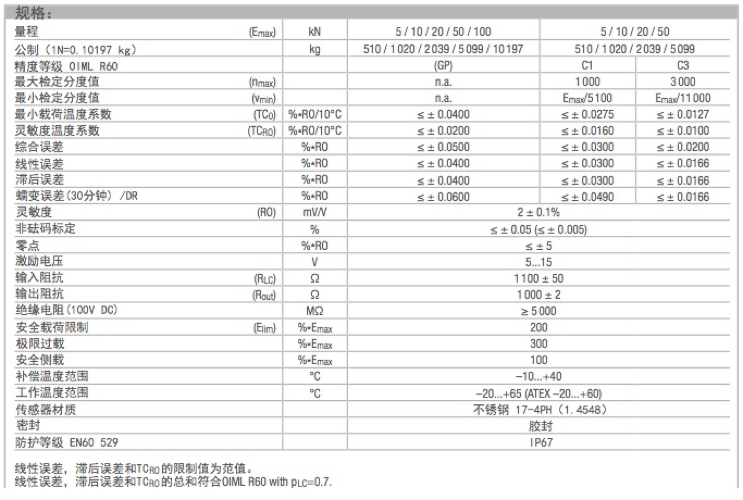 规格：
量程 (Emax) kN 5 / 10 / 20 / 50 / 100 5 / 10 / 20 / 50
公制（1N=0.10197 kg） kg 510 / 1020 / 2039 / 5099 / 10197 510 / 1020 / 2039 / 5099
精度等级 OIML R60 (GP) C1 C3
最大检定分度值 (nmax) n.a. 1000 3000
最小检定分度值 (vmin) n.a. Emax/5100 Emax/11000
最小载荷温度系数 (TC0) %*RO/10°C ≤ ± 0.0400 ≤ ± 0.0275 ≤ ± 0.0127
灵敏度温度系数 (TCRO) %*RO/10°C ≤ ± 0.0200 ≤ ± 0.0160 ≤ ± 0.0100
综合误差 %*RO ≤ ± 0.0500 ≤ ± 0.0300 ≤ ± 0.0200
线性误差 %*RO ≤ ± 0.0400 ≤ ± 0.0300 ≤ ± 0.0166
滞后误差 %*RO ≤ ± 0.0400 ≤ ± 0.0300 ≤ ± 0.0166
蠕变误差(30分钟) /DR %*RO ≤ ± 0.0600 ≤ ± 0.0490 ≤ ± 0.0166
灵敏度 (RO) mV/V 2 ± 0.1%
非砝码标定 % ≤ ± 0.05 (≤ ± 0.005)
零点 %*RO ≤ ± 5
激励电压 V 5...15
输入阻抗 (RLC) Ω 1100 ± 50
输出阻抗 (Rout) Ω 1000 ± 2
绝缘电阻(100V DC) MΩ ≥ 5000
安全载荷限制 (Elim) %*Emax 200
极限过载 %*Emax 300
安全侧载 %*Emax 100
补偿温度范围 °C –10...+40
工作温度范围 °C –20...+65 (ATEX –20...+60)
传感器材质 不锈钢 17-4PH（1.4548）
密封 胶封
防护等级 EN60 529 IP67
线性误差，滞后误差和TCRO的限制值为范值。
线性误差，滞后误差和TCRO的总和符合OIML R60 with pLC=0.7.